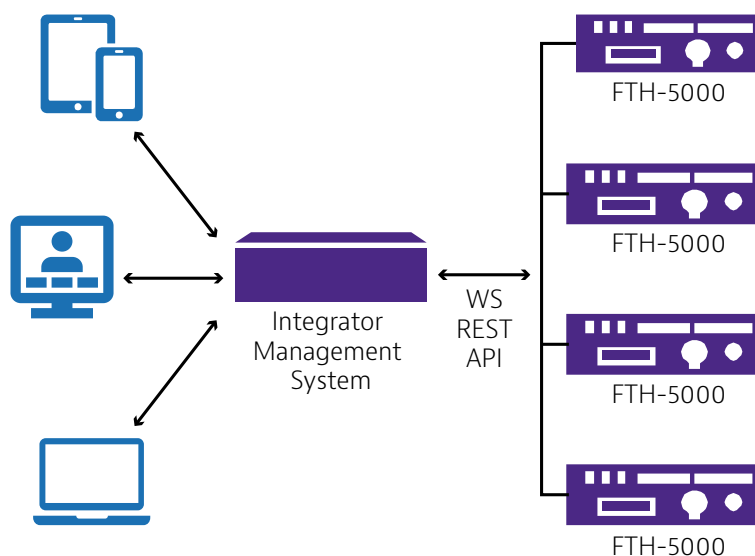 FTH-5000
FTH-5000
Integrator
Management
System
WS
REST
API
FTH-5000
FTH-5000